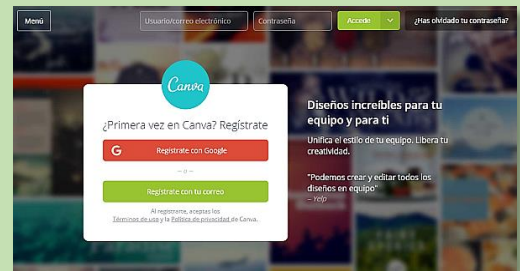 Menú
Usuario/correo electrónico
Contraseña
Accede
¿Has olvidado tu contraseña?
Canva
¿Primera vez en Canva? Regístrate
G Regístrate con Google
– o –
Regístrate con tu correo
Al registrarte, aceptas los
Términos de uso y la Política de privacidad de Canva.
Diseños increíbles para tu
equipo y para ti
Unifica el estilo de tu equipo. Libera tu
creatividad.
"Podemos crear y editar todos los
diseños en equipo"
– Yelp